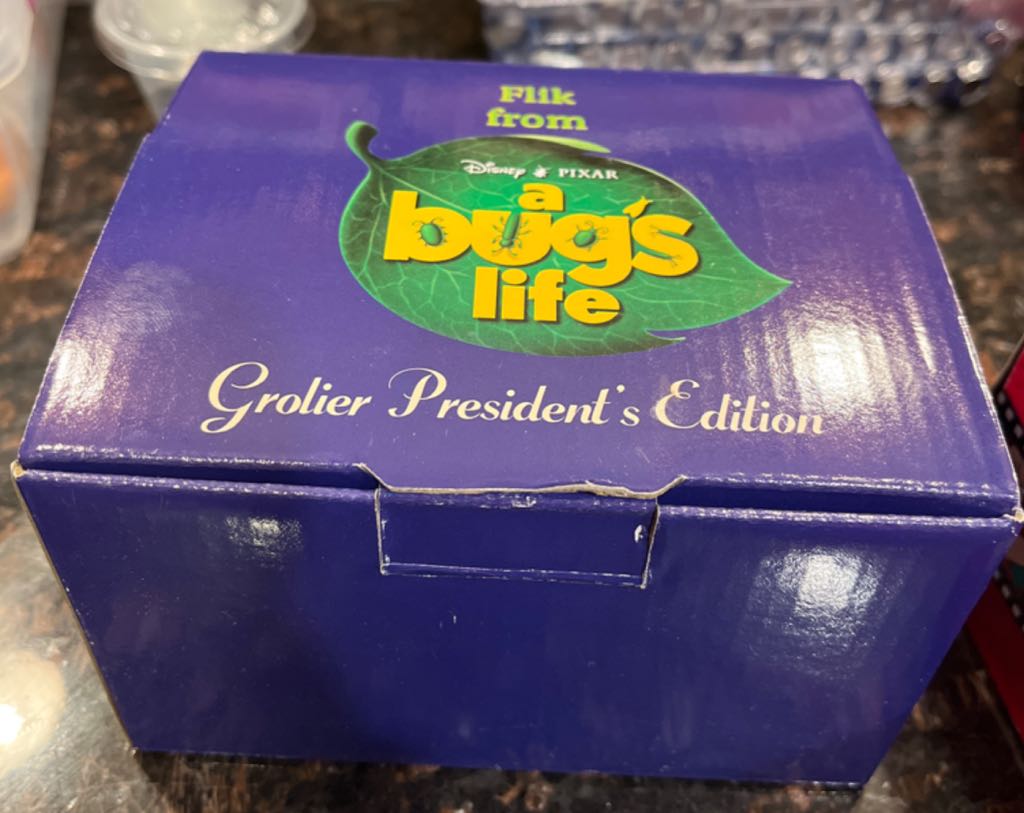 Flik
from
Disney PIXAR
a
bug's
life
Grolier President's Edition